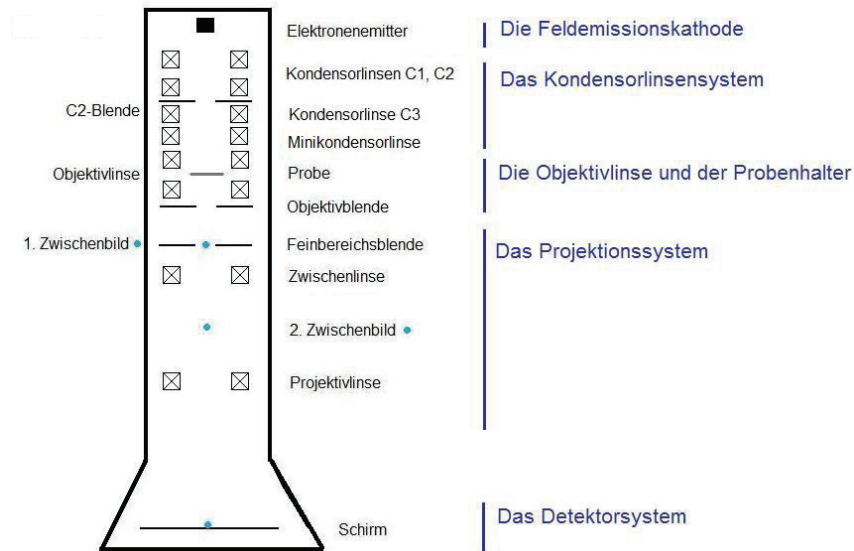 Elektronenemitter
Die Feldemissionskathode
Kondensorlinsen C1, C2
Das Kondensorlinsensystem
C2-Blende
Kondensorlinse C3
Minikondensorlinse
Objektivlinse
Probe
Die Objektivlinse und der Probenhalter
Objektivblende
1. Zwischenbild
Feinbereichsblende
Das Projektionssystem
Zwischenlinse
2. Zwischenbild
Projektivlinse
Das Detektorsystem
Schirm